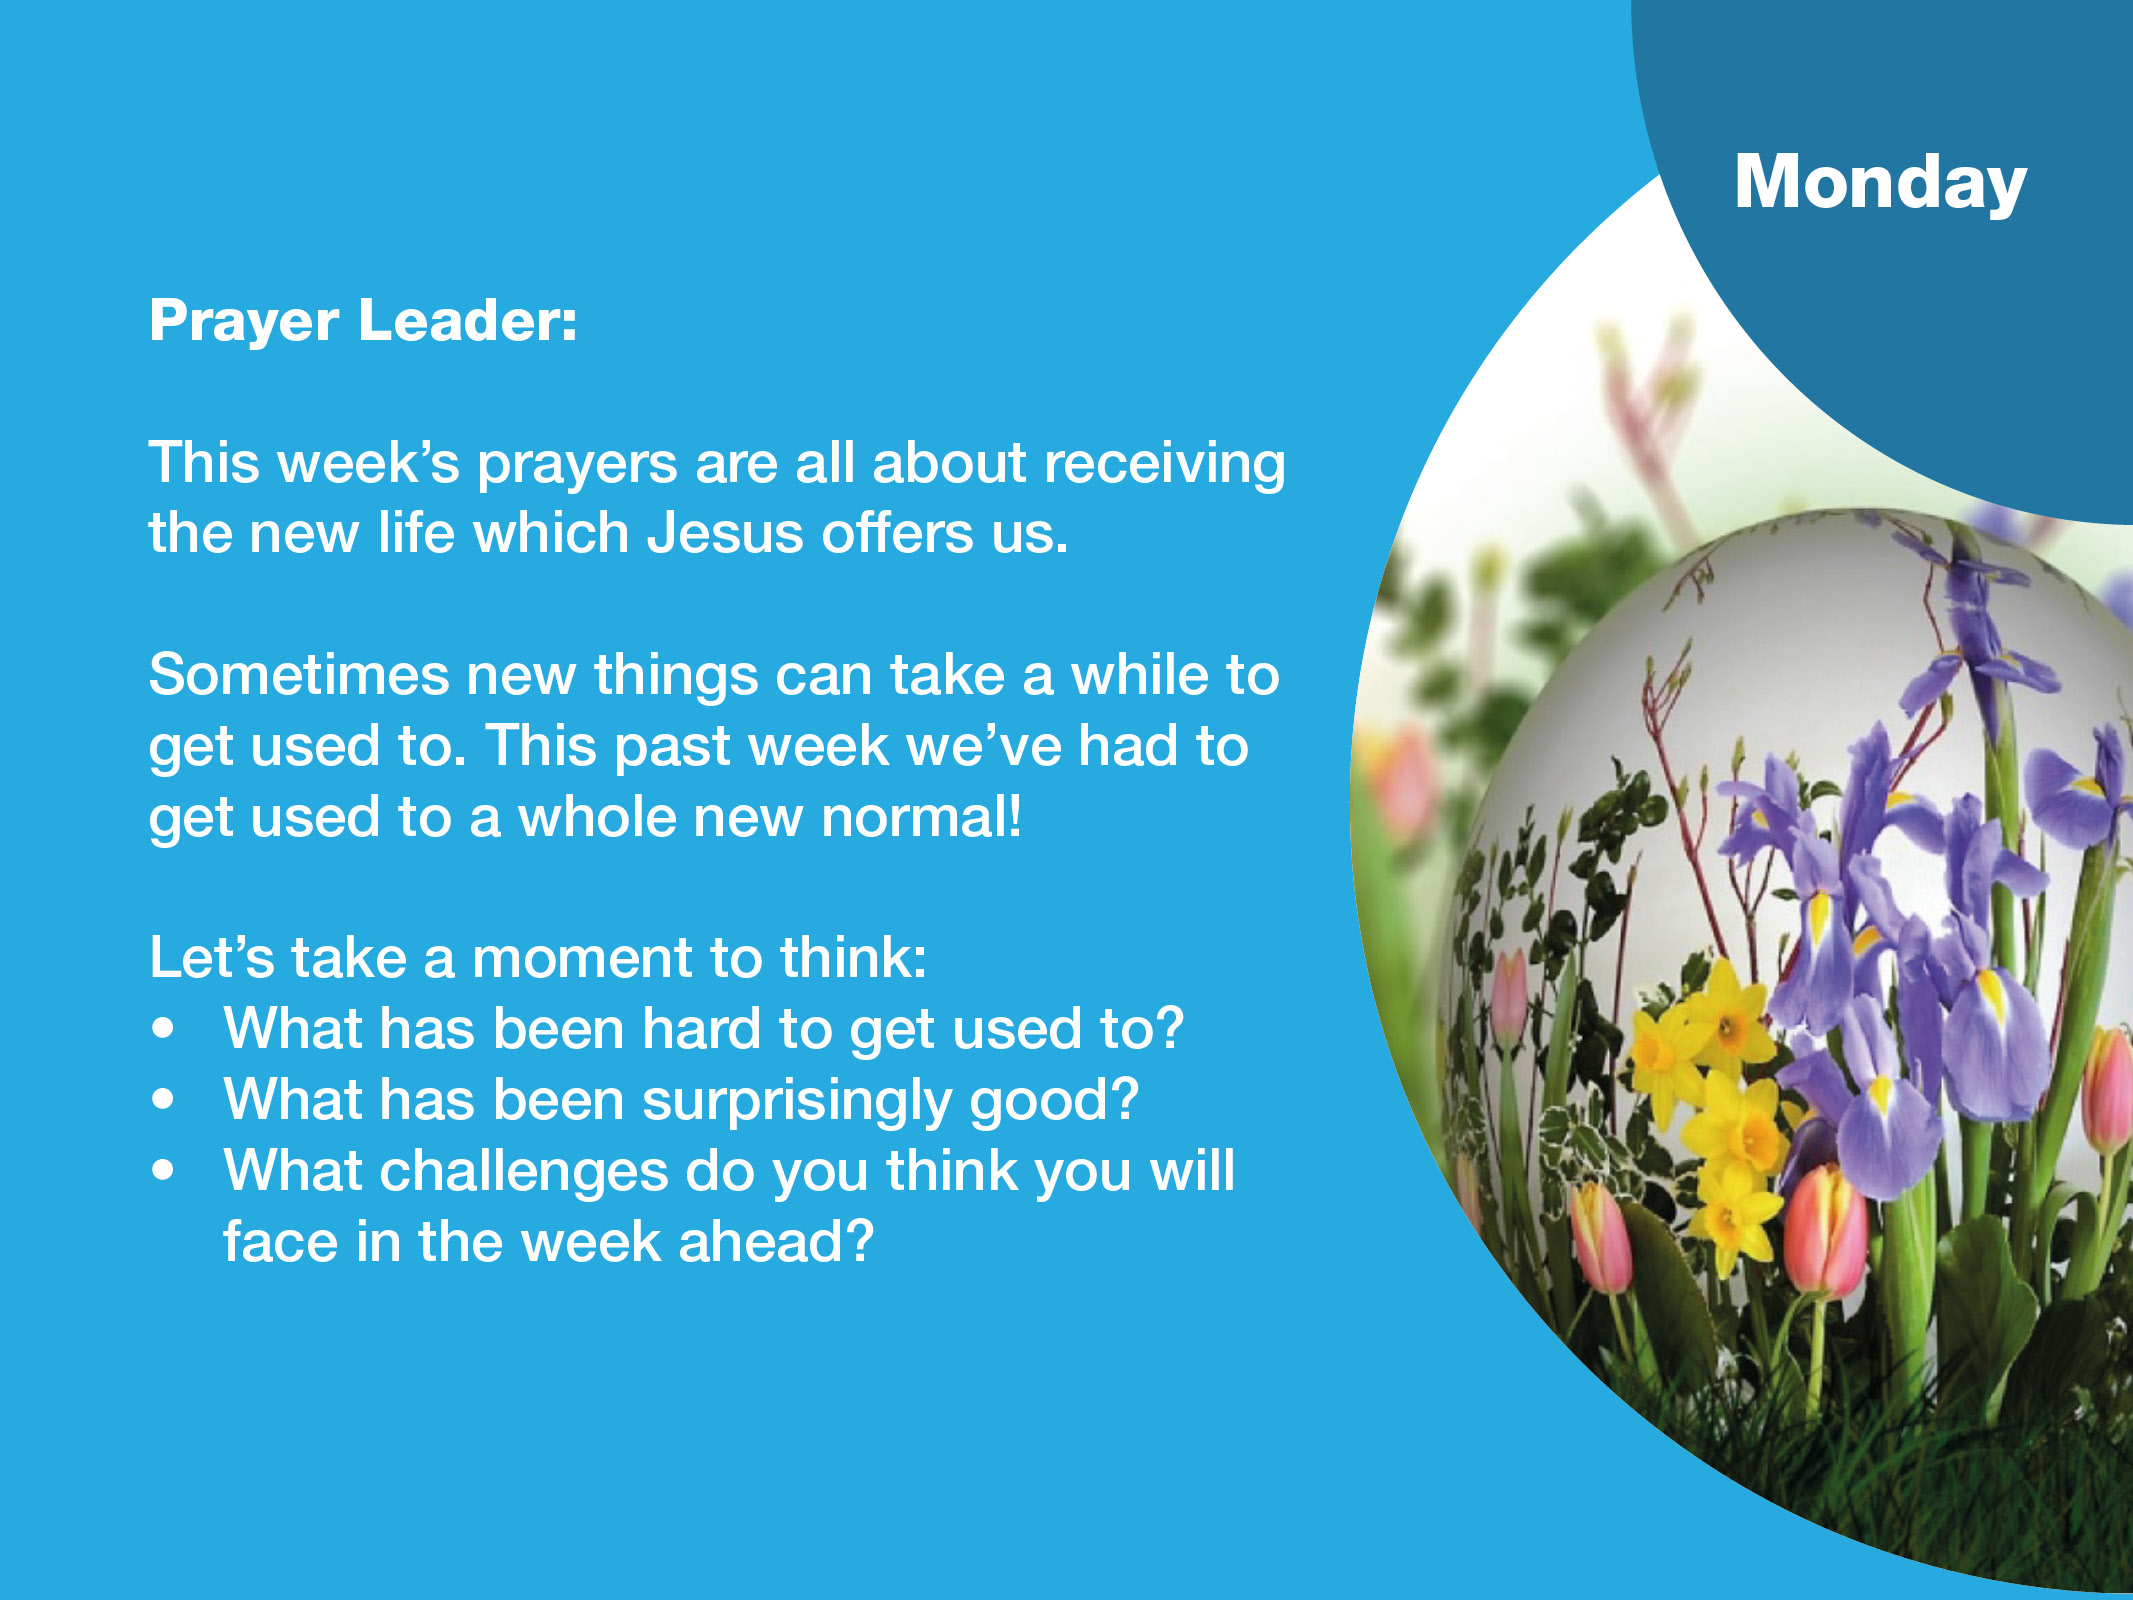 Monday
Prayer Leader:
This week’s prayers are all about receiving
the new life which Jesus offers us.
Sometimes new things can take a while to
get used to. This past week we’ve had to
get used to a whole new normal!
Let’s take a moment to think:
• What has been hard to get used to?
• What has been surprisingly good?
• What challenges do you think you will
face in the week ahead?